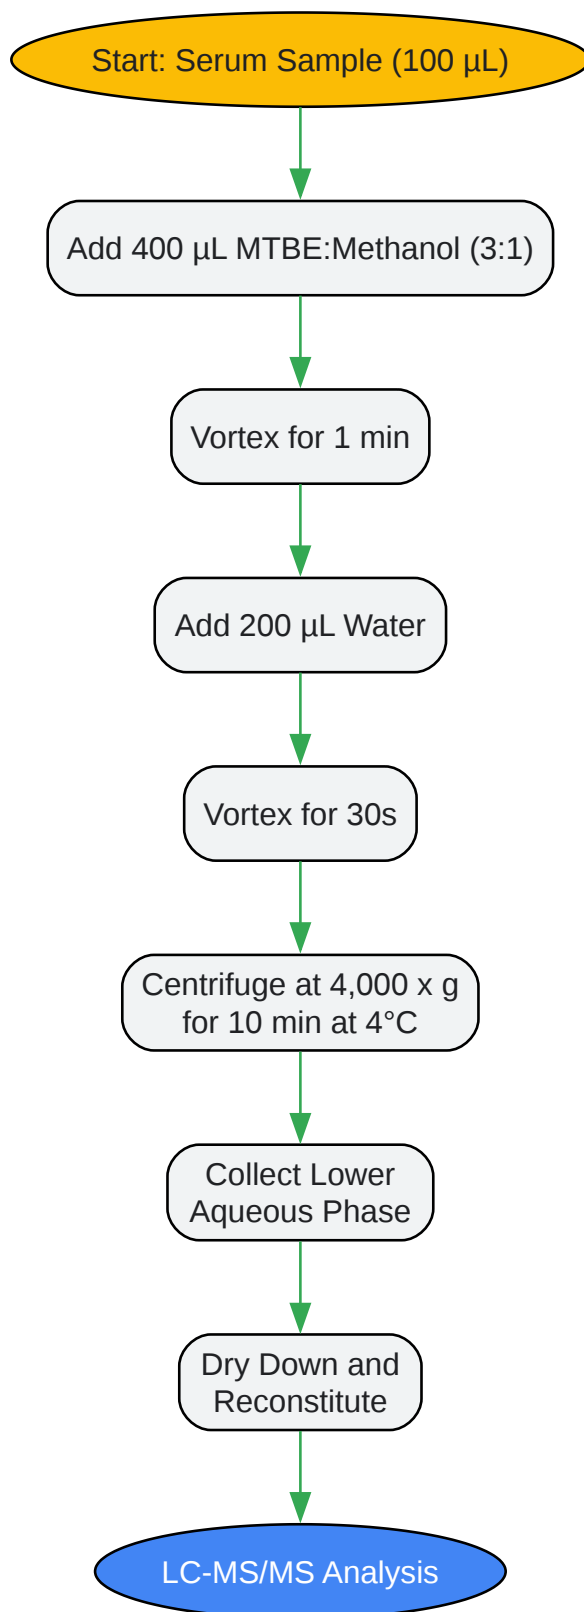 Start: Serum Sample (100 µL)
Add 400 µL MTBE:Methanol (3:1)
Vortex for 1 min
Add 200 µL Water
Vortex for 30s
Centrifuge at 4,000 x g
for 10 min at 4°C
Collect Lower
Aqueous Phase
Dry Down and
Reconstitute
LC-MS/MS Analysis